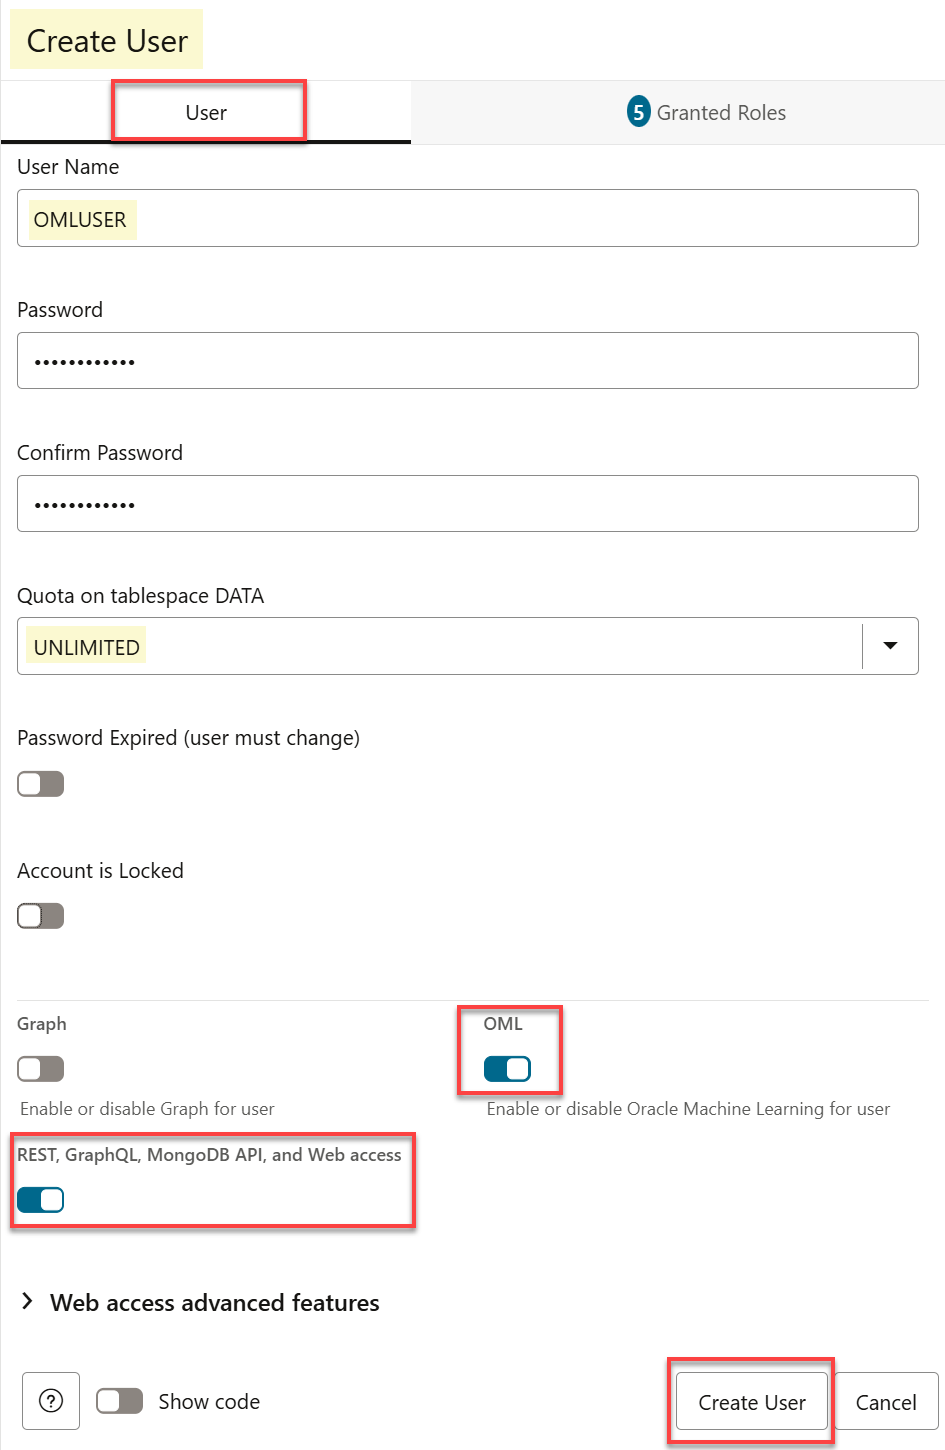 Create User
User
5 Granted Roles
User Name
OMLUSER
Password
••••••••••••
Confirm Password
••••••••••••
Quota on tablespace DATA
UNLIMITED
Password Expired (user must change)
Account is Locked
Graph
OML
Enable or disable Graph for user
Enable or disable Oracle Machine Learning for user
REST, GraphQL, MongoDB API, and Web access
Web access advanced features
? Show code
Create User
Cancel